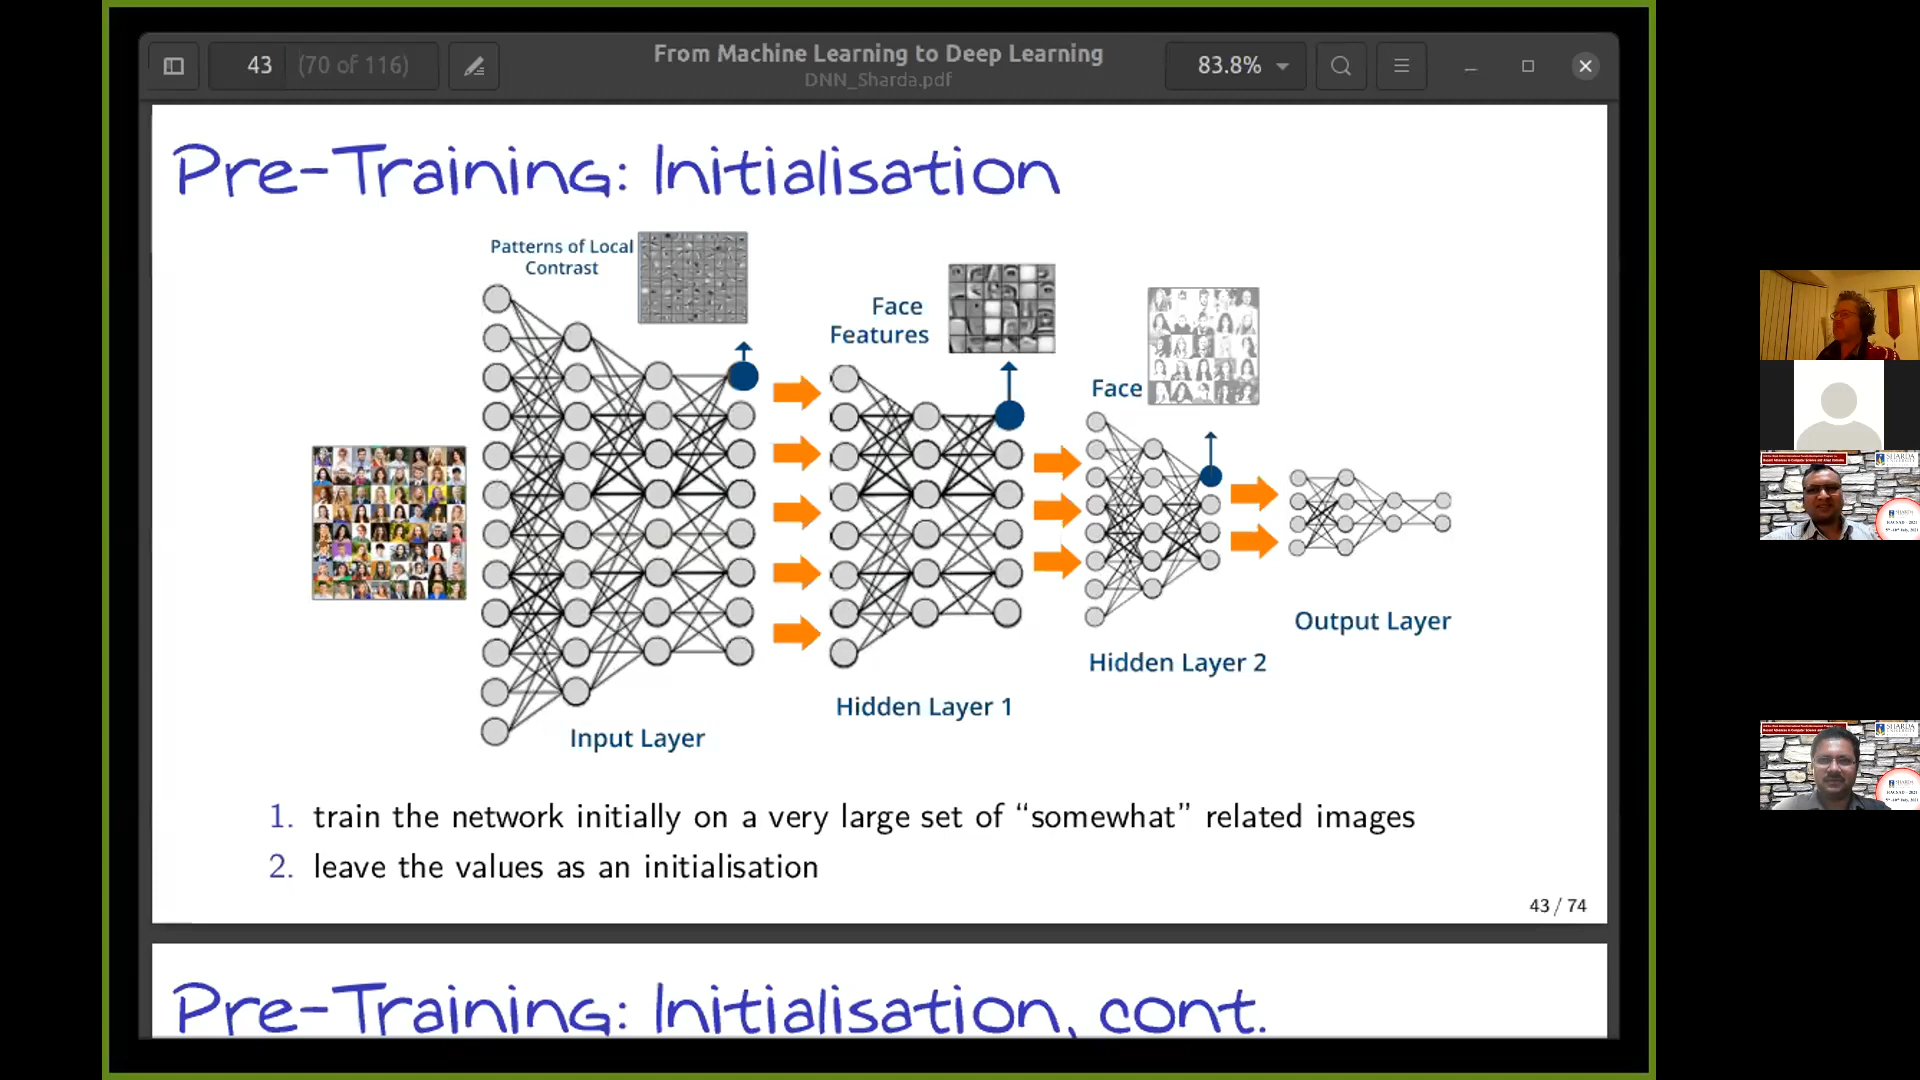 43 (70 of 116)
From Machine Learning to Deep Learning
DNN_Sharda.pdf
83.8%
Pre-Training: Initialisation
Patterns of Local
Contrast
Face
Features
Face
Input Layer
Hidden Layer 1
Hidden Layer 2
Output Layer
1. train the network initially on a very large set of “somewhat” related images
2. leave the values as an initialisation
43 / 74
Pre-Training: Initialisation, cont.
SHARDA
SHARDA